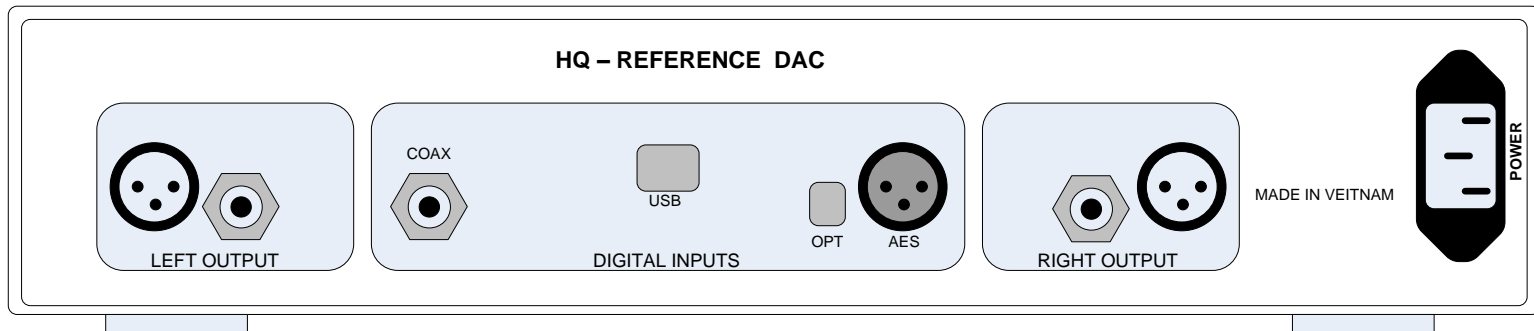 HQ – REFERENCE DAC
COAX
USB
OPT
AES
LEFT OUTPUT
DIGITAL INPUTS
RIGHT OUTPUT
MADE IN VEITNAM
POWER